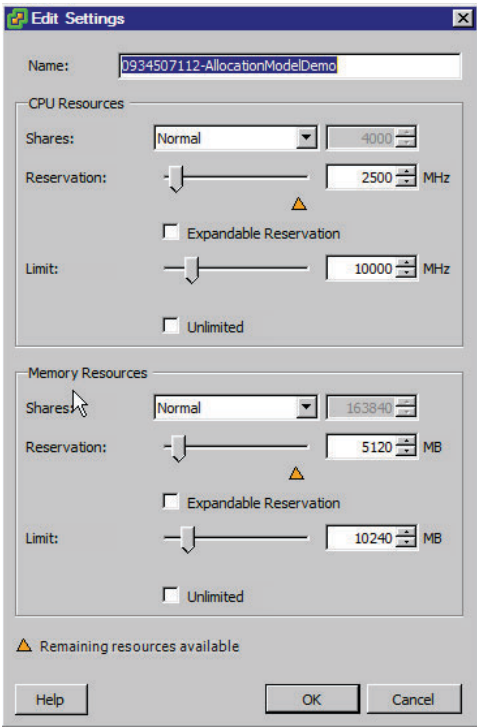 Edit Settings
Name: 0934507112-AllocationModelDemo
CPU Resources
Shares: Normal 4000
Reservation: 2500 MHz
Expandable Reservation
Limit: 10000 MHz
Unlimited
Memory Resources
Shares: Normal 163840
Reservation: 5120 MB
Expandable Reservation
Limit: 10240 MB
Unlimited
Remaining resources available
Help OK Cancel